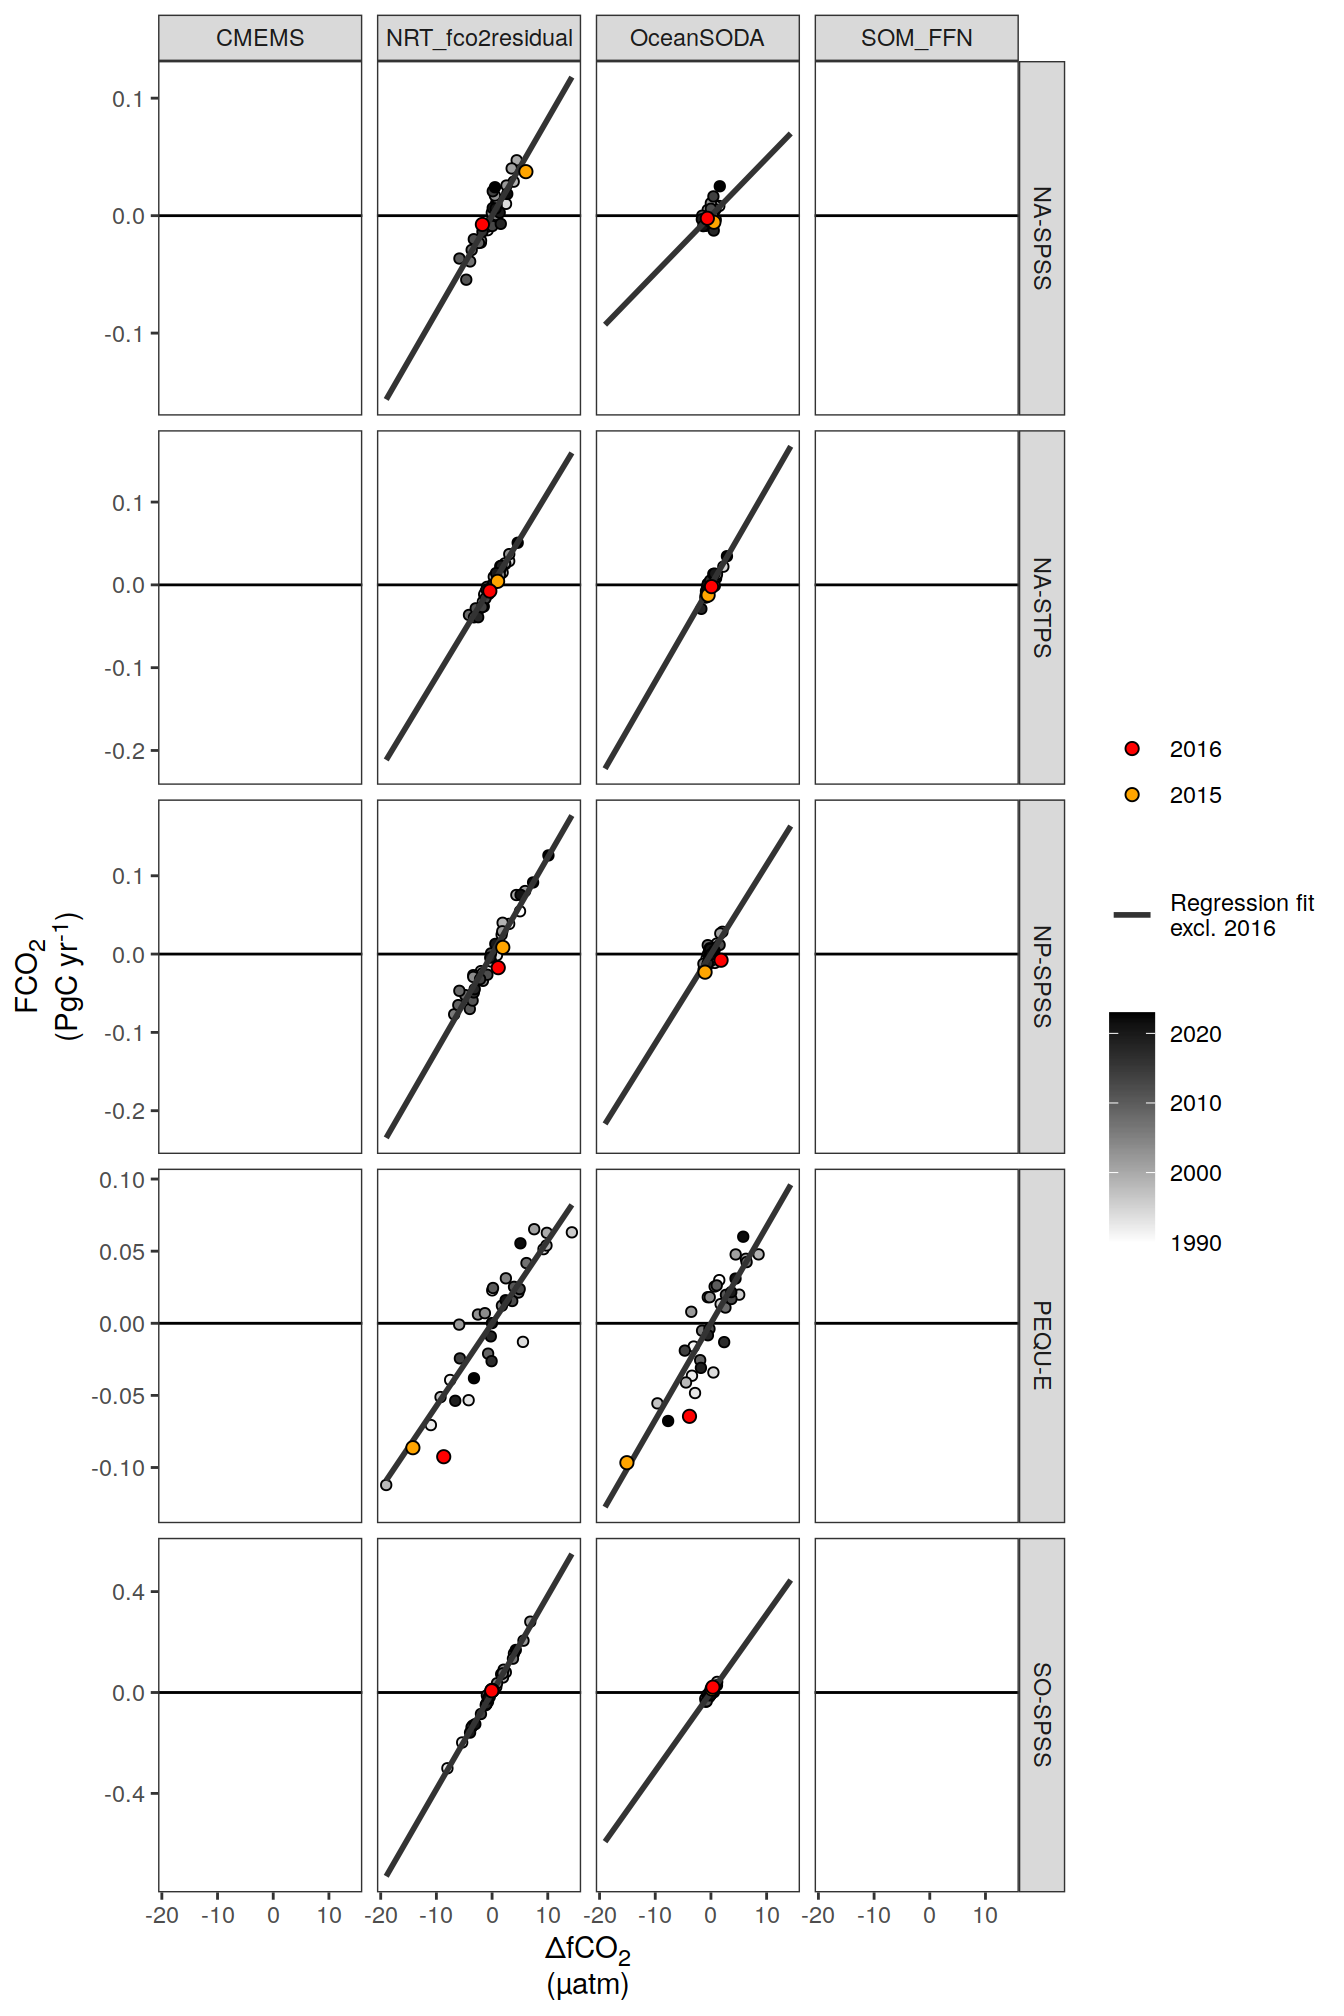 CMEMS NRT_fco2residual OceanSODA SOM_FFN
0.1
0.0
-0.1
NA-SPSS
0.1
0.0
-0.1
-0.2
NA-STPS
0.1
0.0
-0.1
-0.2
NP-SPSS
0.10
0.05
0.00
-0.05
-0.10
PEQU-E
0.4
0.0
-0.4
SO-SPSS
-20 -10 0 10 -20 -10 0 10 -20 -10 0 10 -20 -10 0 10
ΔfCO₂
(µatm)
FCO₂
(PgC yr⁻¹)
2016
2015
Regression fit
excl. 2016
2020
2010
2000
1990